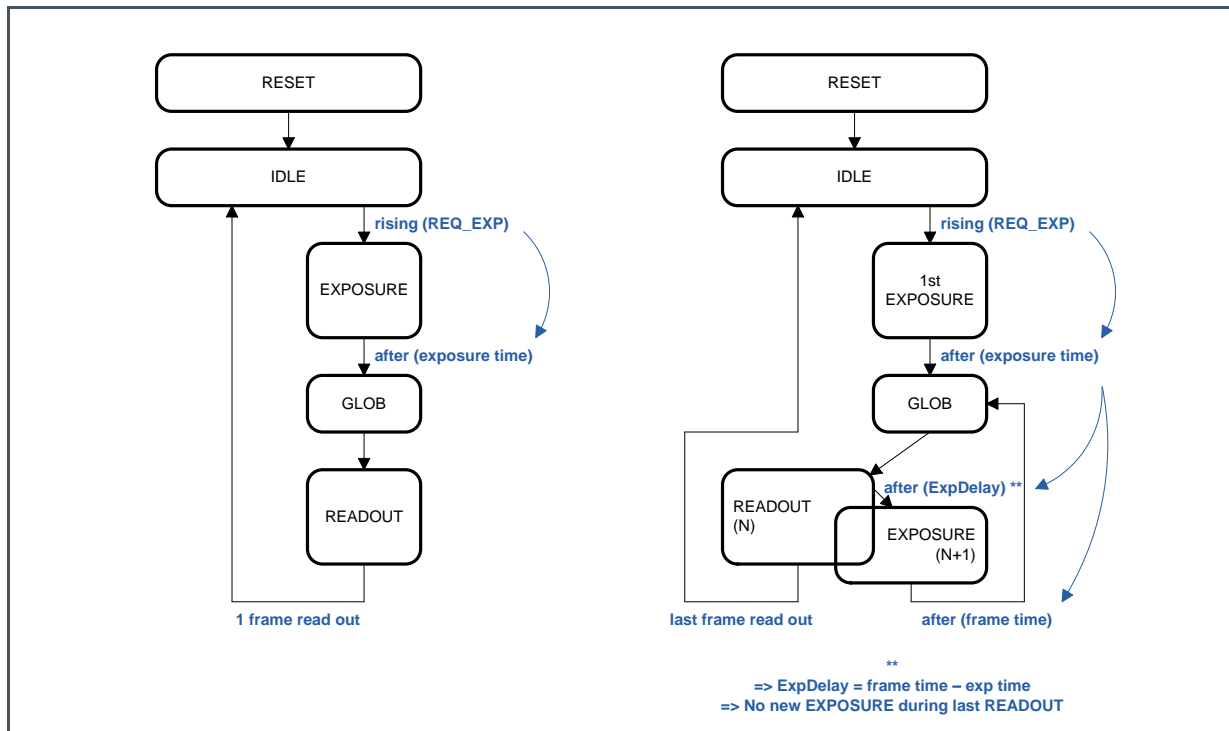 RESET
IDLE
rising (REQ_EXP)
EXPOSURE
after (exposure time)
GLOB
READOUT
1 frame read out
RESET
IDLE
rising (REQ_EXP)
1st
EXPOSURE
after (exposure time)
GLOB
after (ExpDelay) **
READOUT
(N)
EXPOSURE
(N+1)
last frame read out
after (frame time)
**
=> ExpDelay = frame time – exp time
=> No new EXPOSURE during last READOUT